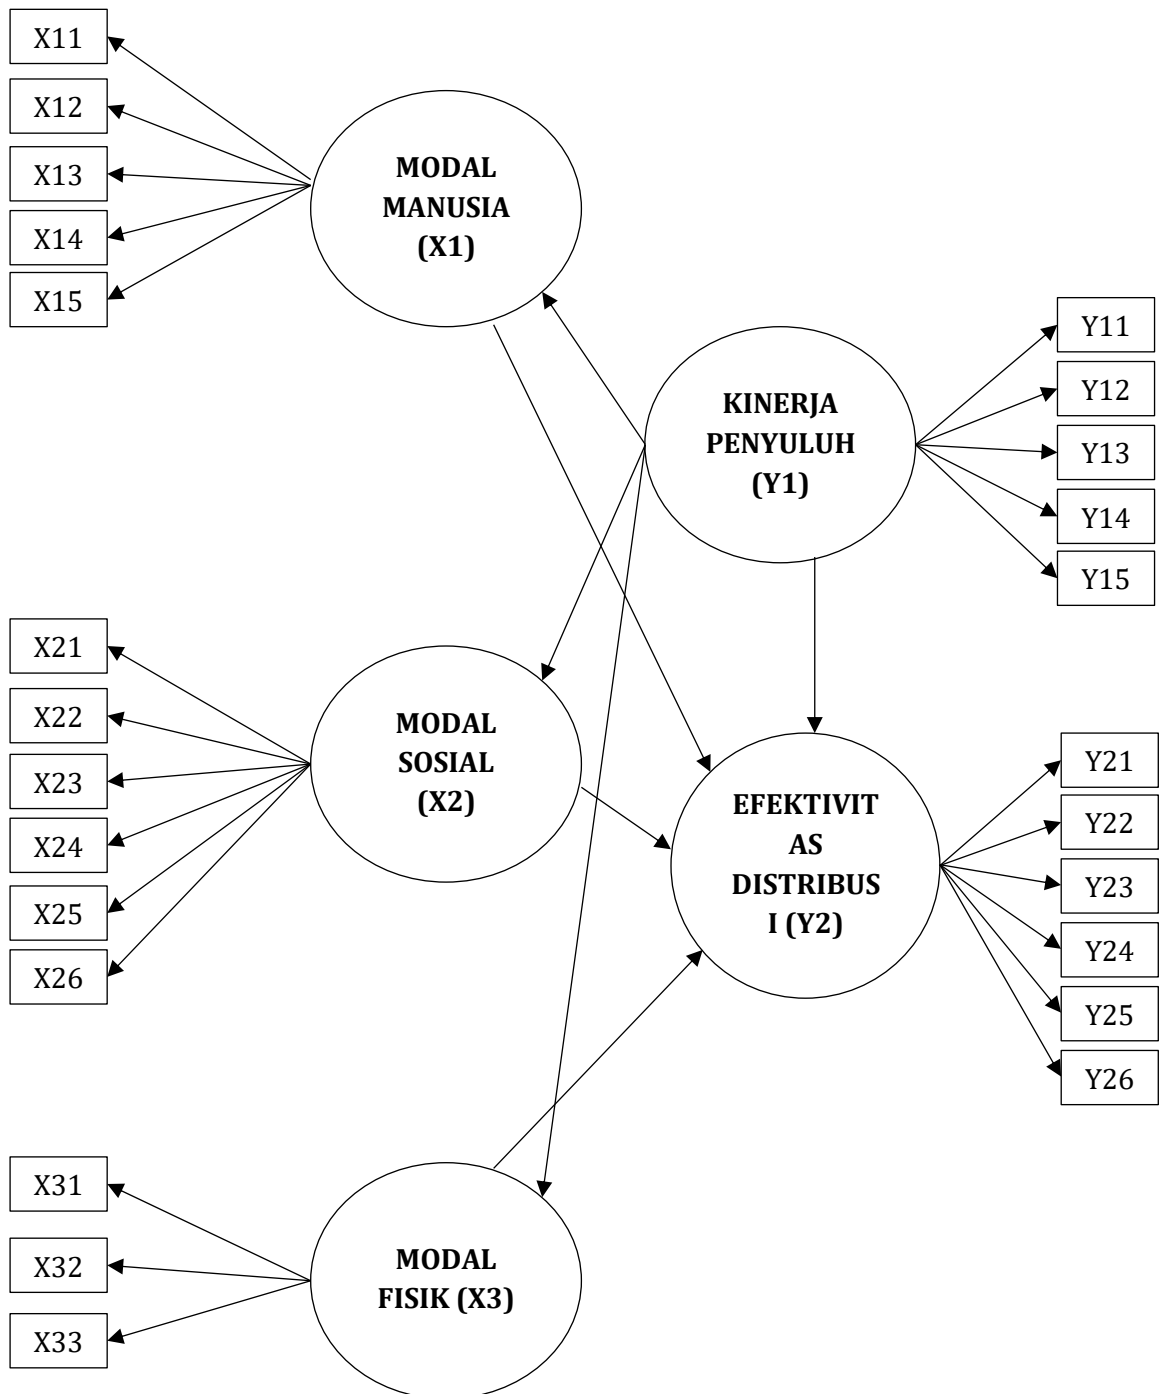 X11
X12
X13
X14
X15
MODAL
MANUSIA
(X1)
KINERJA
PENYULUH
(Y1)
Y11
Y12
Y13
Y14
Y15
X21
X22
X23
X24
X25
X26
MODAL
SOSIAL
(X2)
EFEKTIVIT
AS
DISTRIBUS
I (Y2)
Y21
Y22
Y23
Y24
Y25
Y26
X31
X32
X33
MODAL
FISIK (X3)